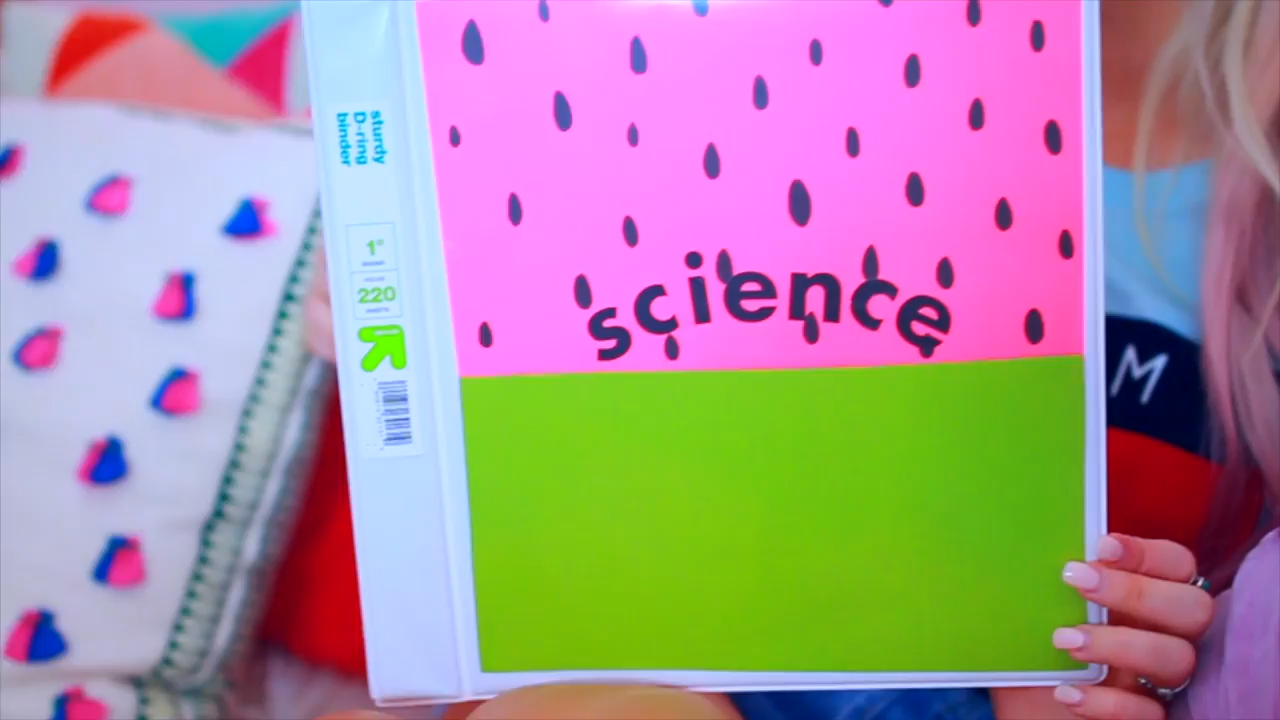 sturdy
D-ring
binder
1"
220
science
M